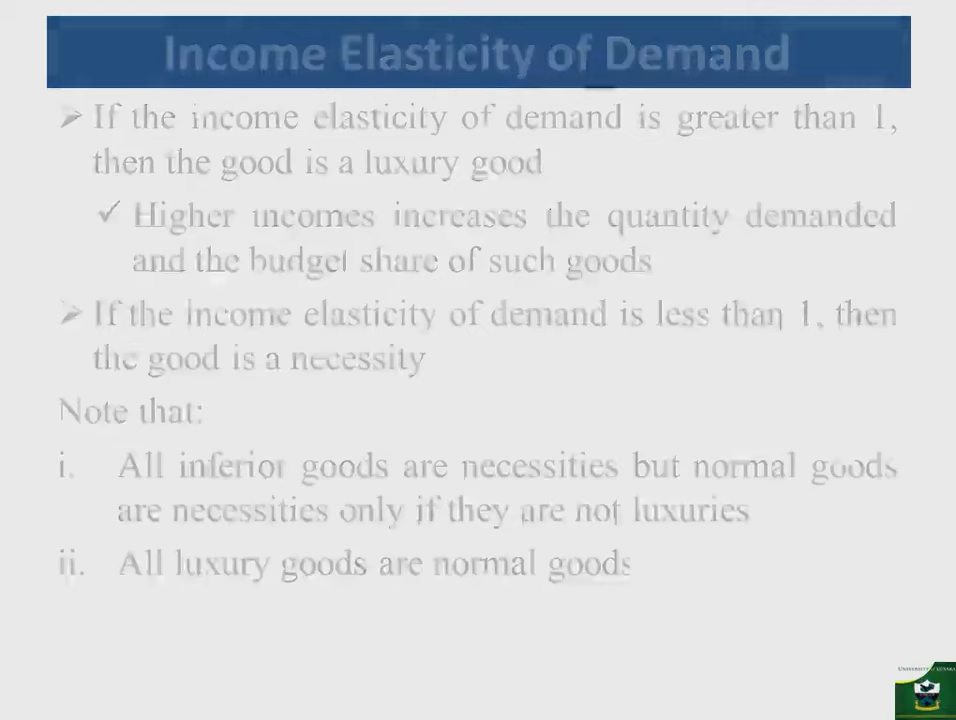 Income Elasticity of Demand
➢ If the income elasticity of demand is greater than 1,
then the good is a luxury good
✓ Higher incomes increases the quantity demanded
and the budget share of such goods
➢ If the income elasticity of demand is less than 1, then
the good is a necessity
Note that:
i. All inferior goods are necessities but normal goods
are necessities only if they are not luxuries
ii. All luxury goods are normal goods
UNIVERSITY of